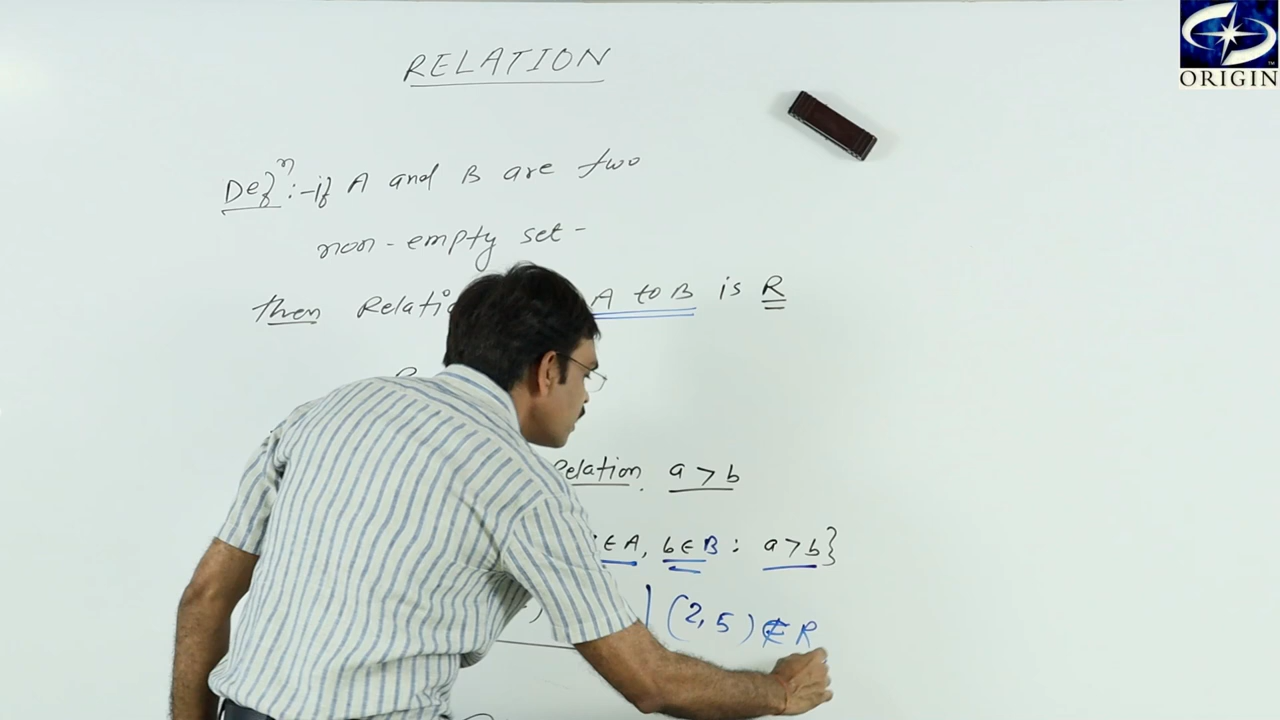 ORIGIN
RELATION
Defⁿ:- if A and B are two
non-empty set-
then Relatio A to B is R
R
Relation a > b
∈ A, b ∈ B : a > b}
) | (2, 5) ∉ R